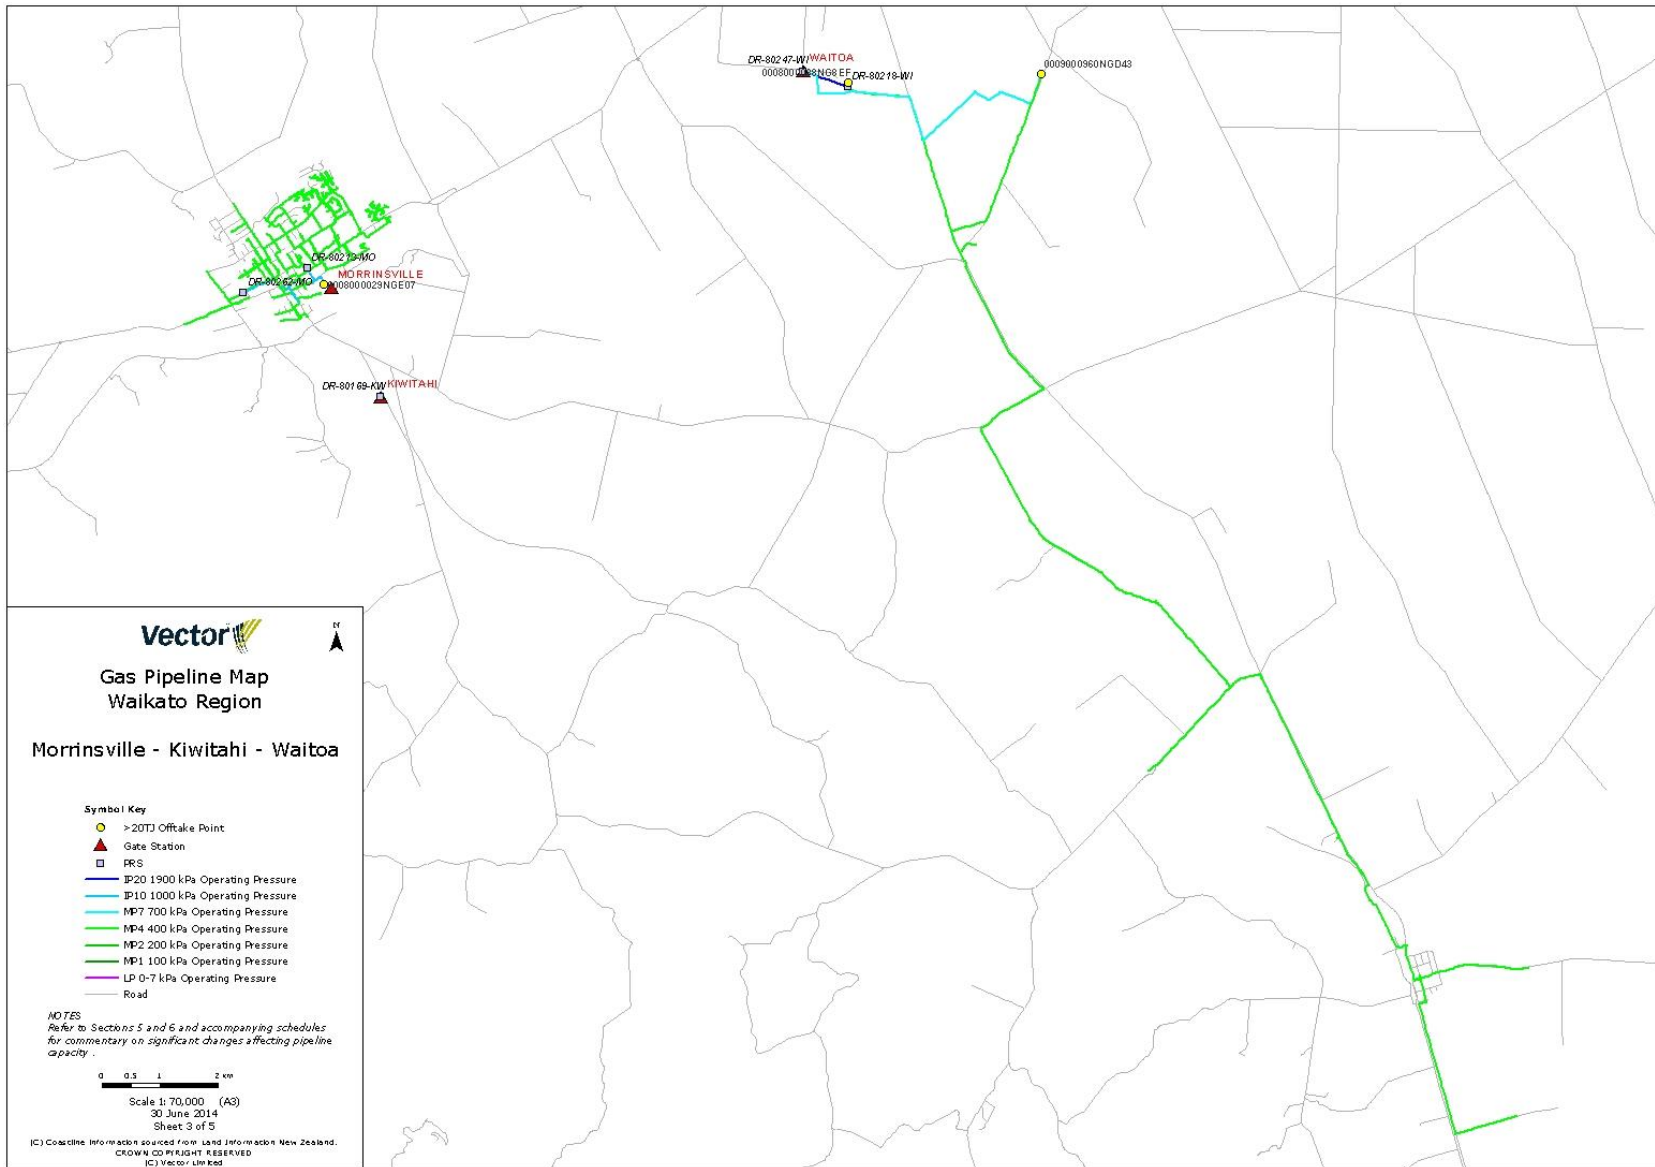 DR-80247-WI WAITOA
0009000960NGD43
DR-80218-WI
DR-80213-MO
MORRINSVILLE
DR-80262-MO
0008000029NGE07
DR-80169-KW KIWITAHI
Vector
N
Gas Pipeline Map
Waikato Region
Morrinsville - Kiwitahi - Waitoa
Symbol Key
>20TJ Offtake Point
Gate Station
PRS
IP20 1900 kPa Operating Pressure
IP10 1000 kPa Operating Pressure
MP7 700 kPa Operating Pressure
MP4 400 kPa Operating Pressure
MP2 200 kPa Operating Pressure
MP1 100 kPa Operating Pressure
LP 0-7 kPa Operating Pressure
Road
NOTES
Refer to Sections 5 and 6 and accompanying schedules
for commentary on significant changes affecting pipeline
capacity .
0 0.5 1 2 km
Scale 1: 70,000 (A3)
30 June 2014
Sheet 3 of 5
(C) Coastline information sourced from Land Information New Zealand.
CROWN COPYRIGHT RESERVED
(C) Vector Limited